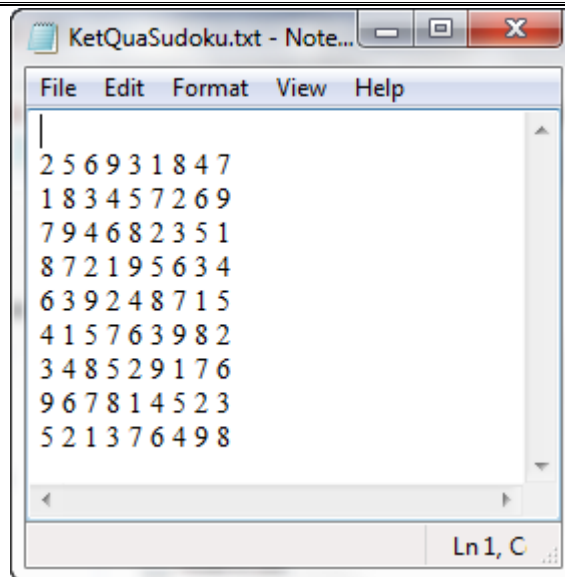 KetQuaSudoku.txt - Note...
File Edit Format View Help
2 5 6 9 3 1 8 4 7
1 8 3 4 5 7 2 6 9
7 9 4 6 8 2 3 5 1
8 7 2 1 9 5 6 3 4
6 3 9 2 4 8 7 1 5
4 1 5 7 6 3 9 8 2
3 4 8 5 2 9 1 7 6
9 6 7 8 1 4 5 2 3
5 2 1 3 7 6 4 9 8
Ln 1, C